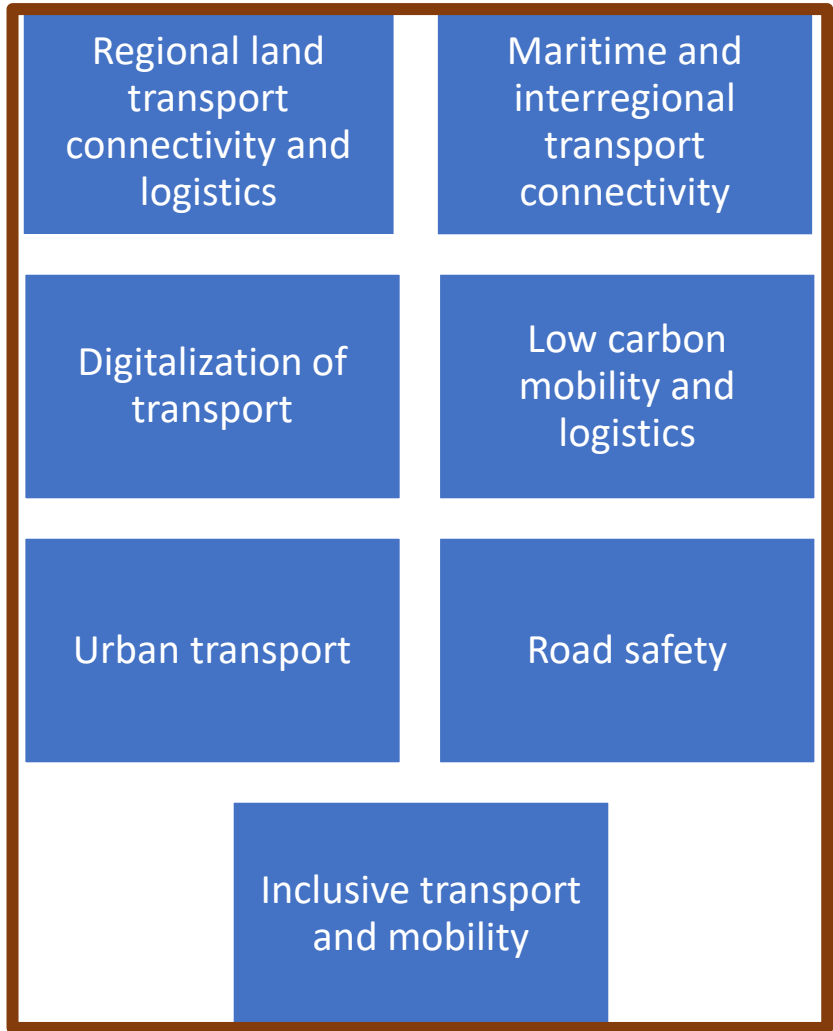 Regional land
transport
connectivity and
logistics
Maritime and
interregional
transport
connectivity
Digitalization of
transport
Low carbon
mobility and
logistics
Urban transport
Road safety
Inclusive transport
and mobility